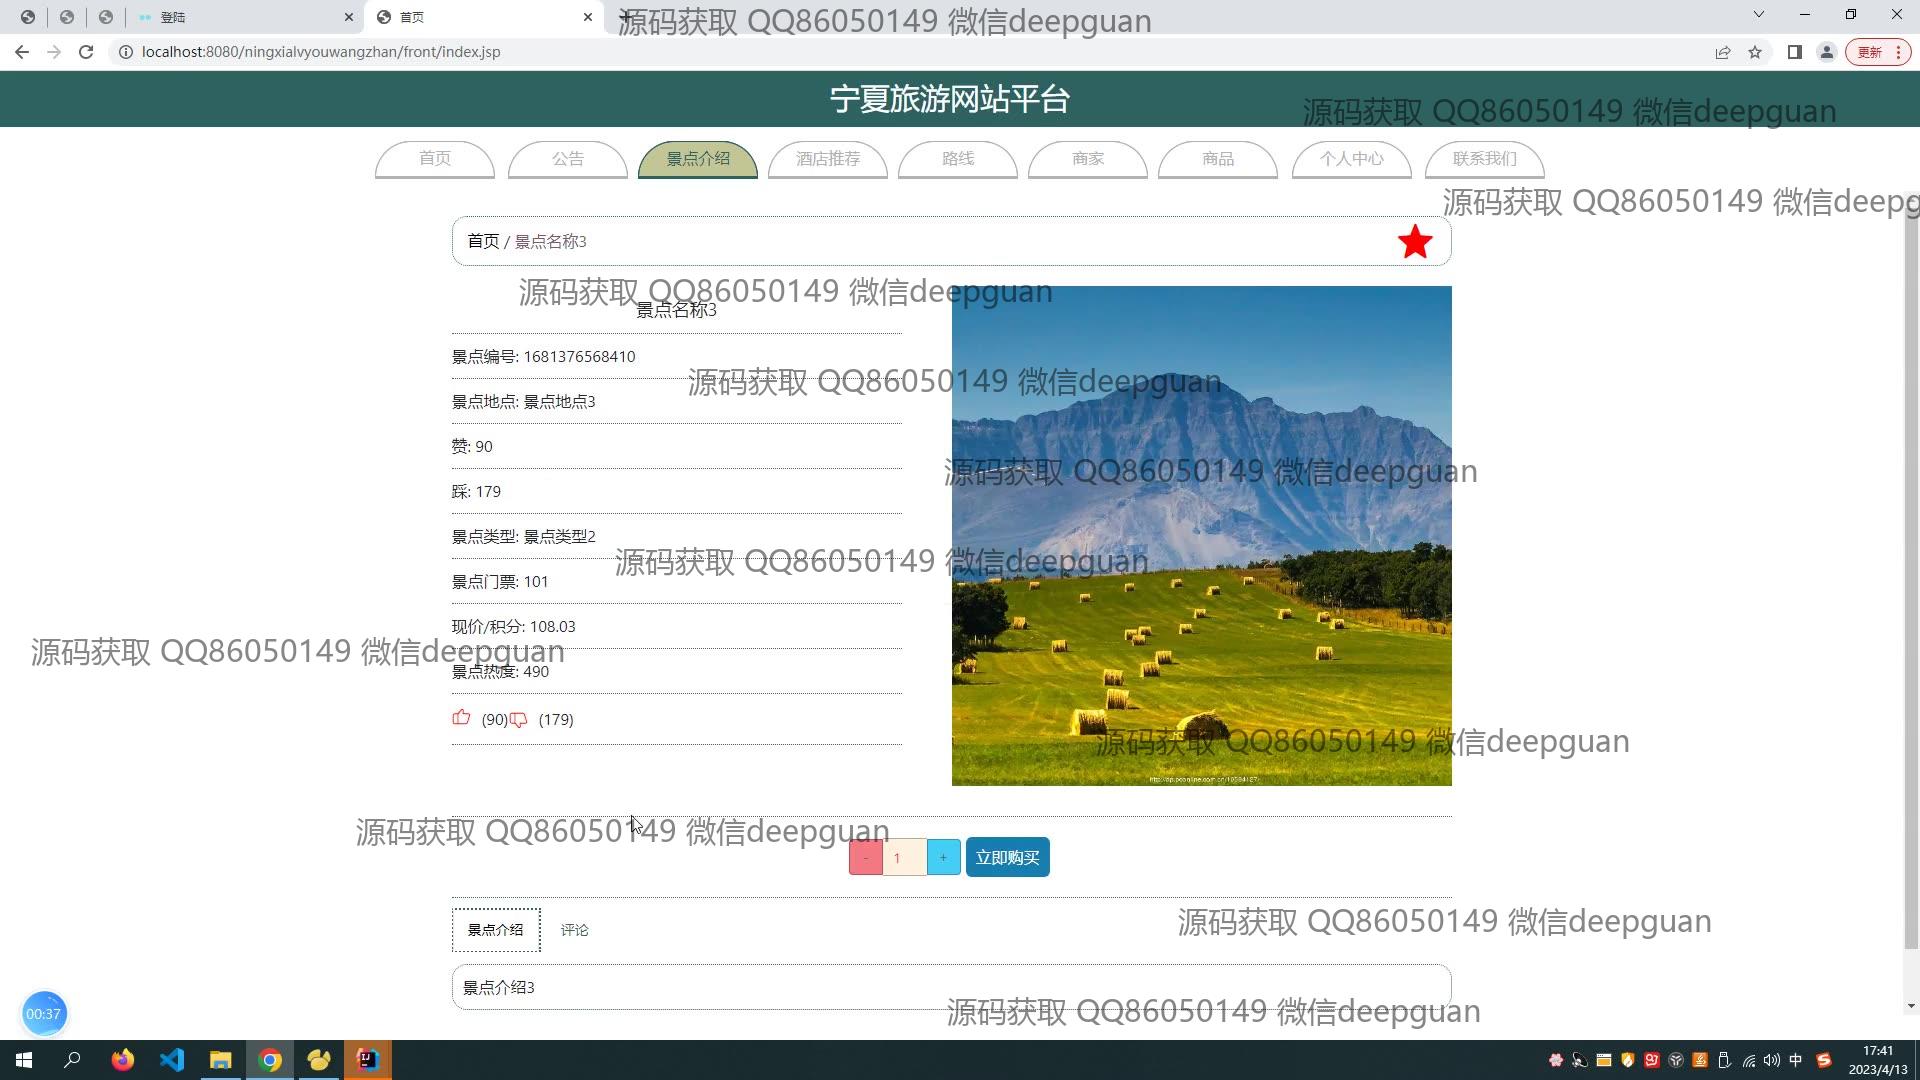 登陆
首页
源码获取 QQ86050149 微信deepguan
localhost:8080/ningxialvyouwangzhan/front/index.jsp
更新
宁夏旅游网站平台
源码获取 QQ86050149 微信deepguan
首页
公告
景点介绍
酒店推荐
路线
商家
商品
个人中心
联系我们
源码获取 QQ86050149 微信deepg
首页 / 景点名称3
源码获取 QQ86050149 微信deepguan
景点名称3
景点编号: 1681376568410
源码获取 QQ86050149 微信deepguan
景点地点: 景点地点3
赞: 90
源码获取 QQ86050149 微信deepguan
踩: 179
景点类型: 景点类型2
源码获取 QQ86050149 微信deepguan
景点门票: 101
现价/积分: 108.03
源码获取 QQ86050149 微信deepguan
景点热度: 490
(90) (179)
源码获取 QQ86050149 微信deepguan
源码获取 QQ86050149 微信deepguan
- 1 + 立即购买
源码获取 QQ86050149 微信deepguan
景点介绍
评论
景点介绍3
源码获取 QQ86050149 微信deepguan
00:37
中
17:41
2023/4/13